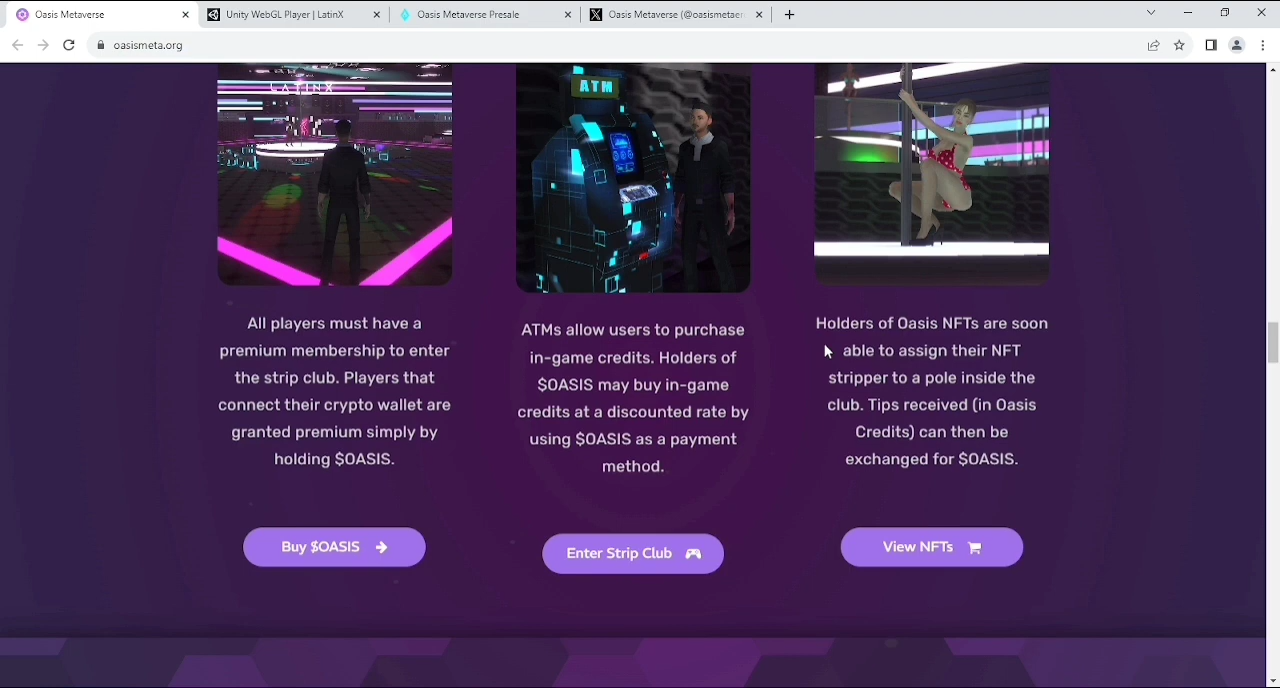 Oasis Metaverse
Unity WebGL Player | LatinX
Oasis Metaverse Presale
Oasis Metaverse (@oasismetaer
oasismeta.org
LATINX
ATM
All players must have a
premium membership to enter
the strip club. Players that
connect their crypto wallet are
granted premium simply by
holding $OASIS.
Buy $OASIS
ATMs allow users to purchase
in-game credits. Holders of
$OASIS may buy in-game
credits at a discounted rate by
using $OASIS as a payment
method.
Enter Strip Club
Holders of Oasis NFTs are soon
able to assign their NFT
stripper to a pole inside the
club. Tips received (in Oasis
Credits) can then be
exchanged for $OASIS.
View NFTs